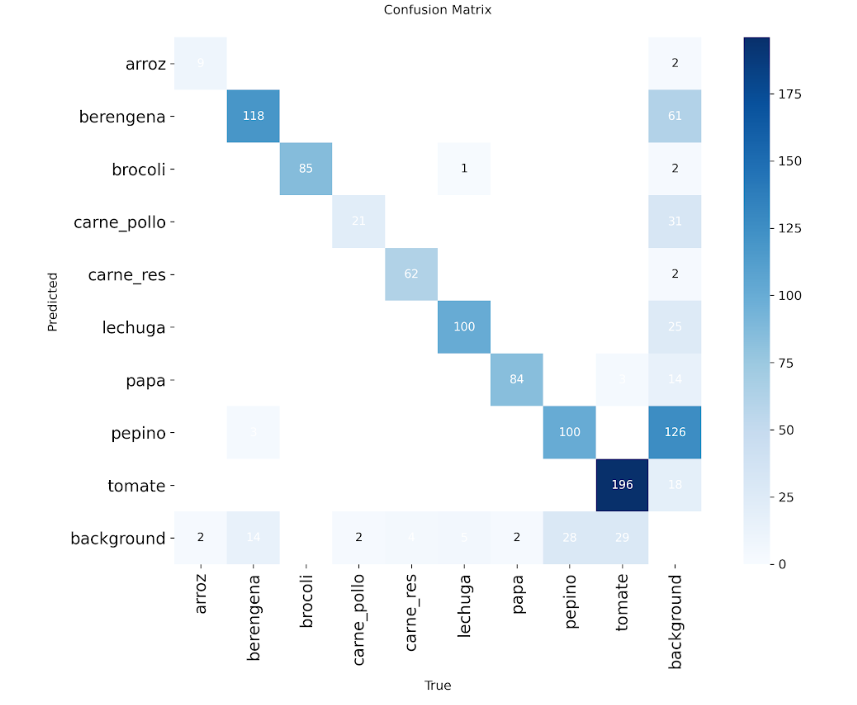 Confusion Matrix
arroz 9 2
berengena 118 61
brocoli 85 1 2
carne_pollo 21 31
carne_res 62 2
lechuga 100 25
papa 84 14
pepino 3 100 126
tomate 196 18
background 2 14 2 4 5 2 28 29
arroz berengena brocoli carne_pollo carne_res lechuga papa pepino tomate background
Predicted
True
175
150
125
100
75
50
25
0